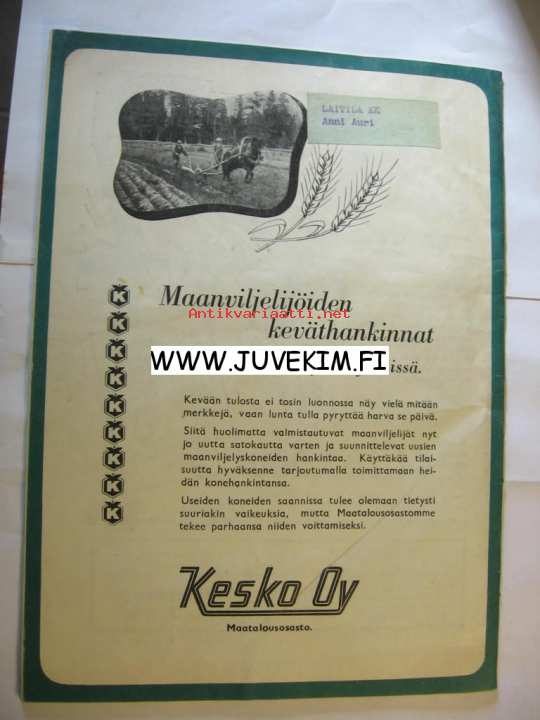 LAITILA KK
Anni Auri
Maanviljelijöiden
Antikvariaatti.net
keväthankinnat
WWW.JUVEKIM.FI
issä.
Kevään tulosta ei tosin luonnossa näy vielä mitään
merkkejä, vaan lunta tulla pyryttää harva se päivä.
Siitä huolimatta valmistautuvat maanviljelijät nyt
jo uutta satokautta varten ja suunnittelevat uusien
maanviljelyskoneiden hankintaa. Käyttäkää tilai-
suutta hyväksenne tarjoutumalla toimittamaan hei-
dän konehankintansa.
Useiden koneiden saannissa tulee olemaan tietysti
suuriakin vaikeuksia, mutta Maatalousosastomme
tekee parhaansa niiden voittamiseksi.
K
K
K
K
K
K
K
K
K
Kesko Oy
Maatalousosasto.